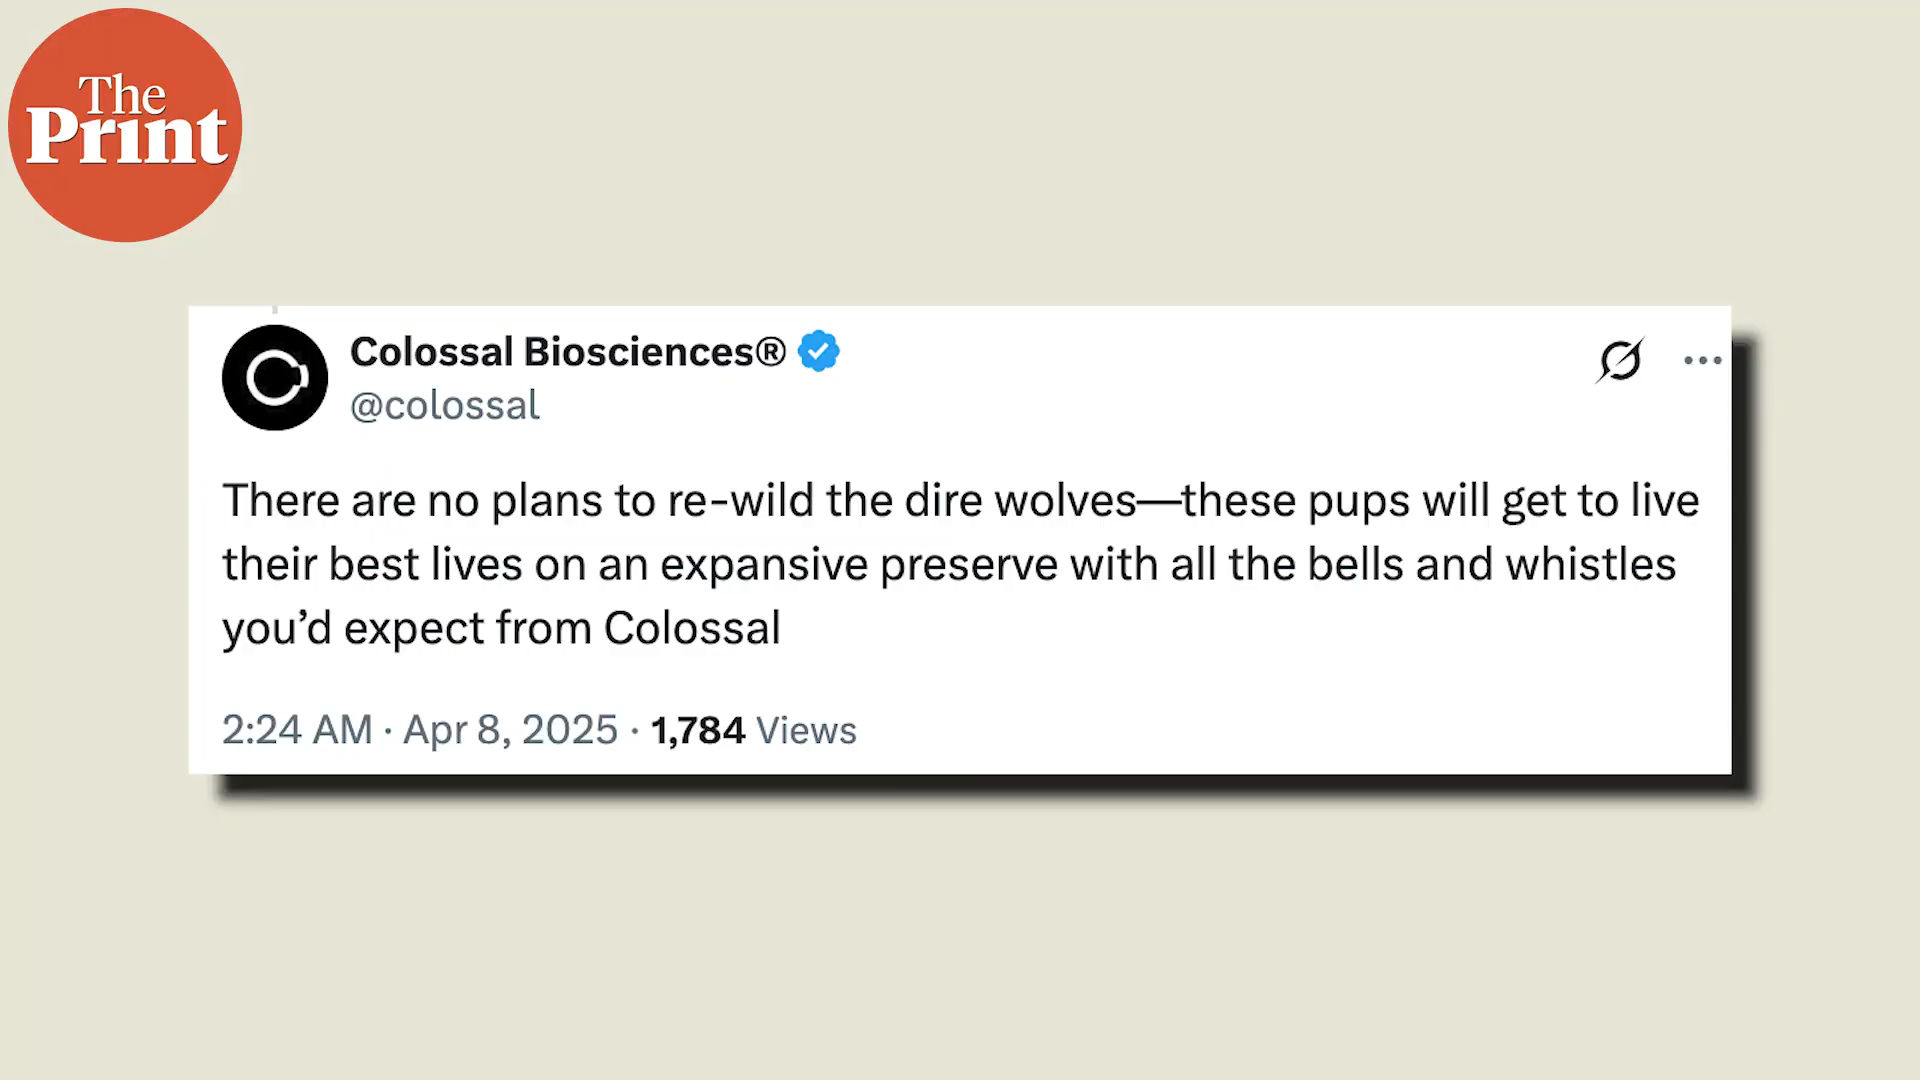 The
Print
Colossal Biosciences®
@colossal
There are no plans to re-wild the dire wolves—these pups will get to live
their best lives on an expansive preserve with all the bells and whistles
you’d expect from Colossal
2:24 AM · Apr 8, 2025 · 1,784 Views